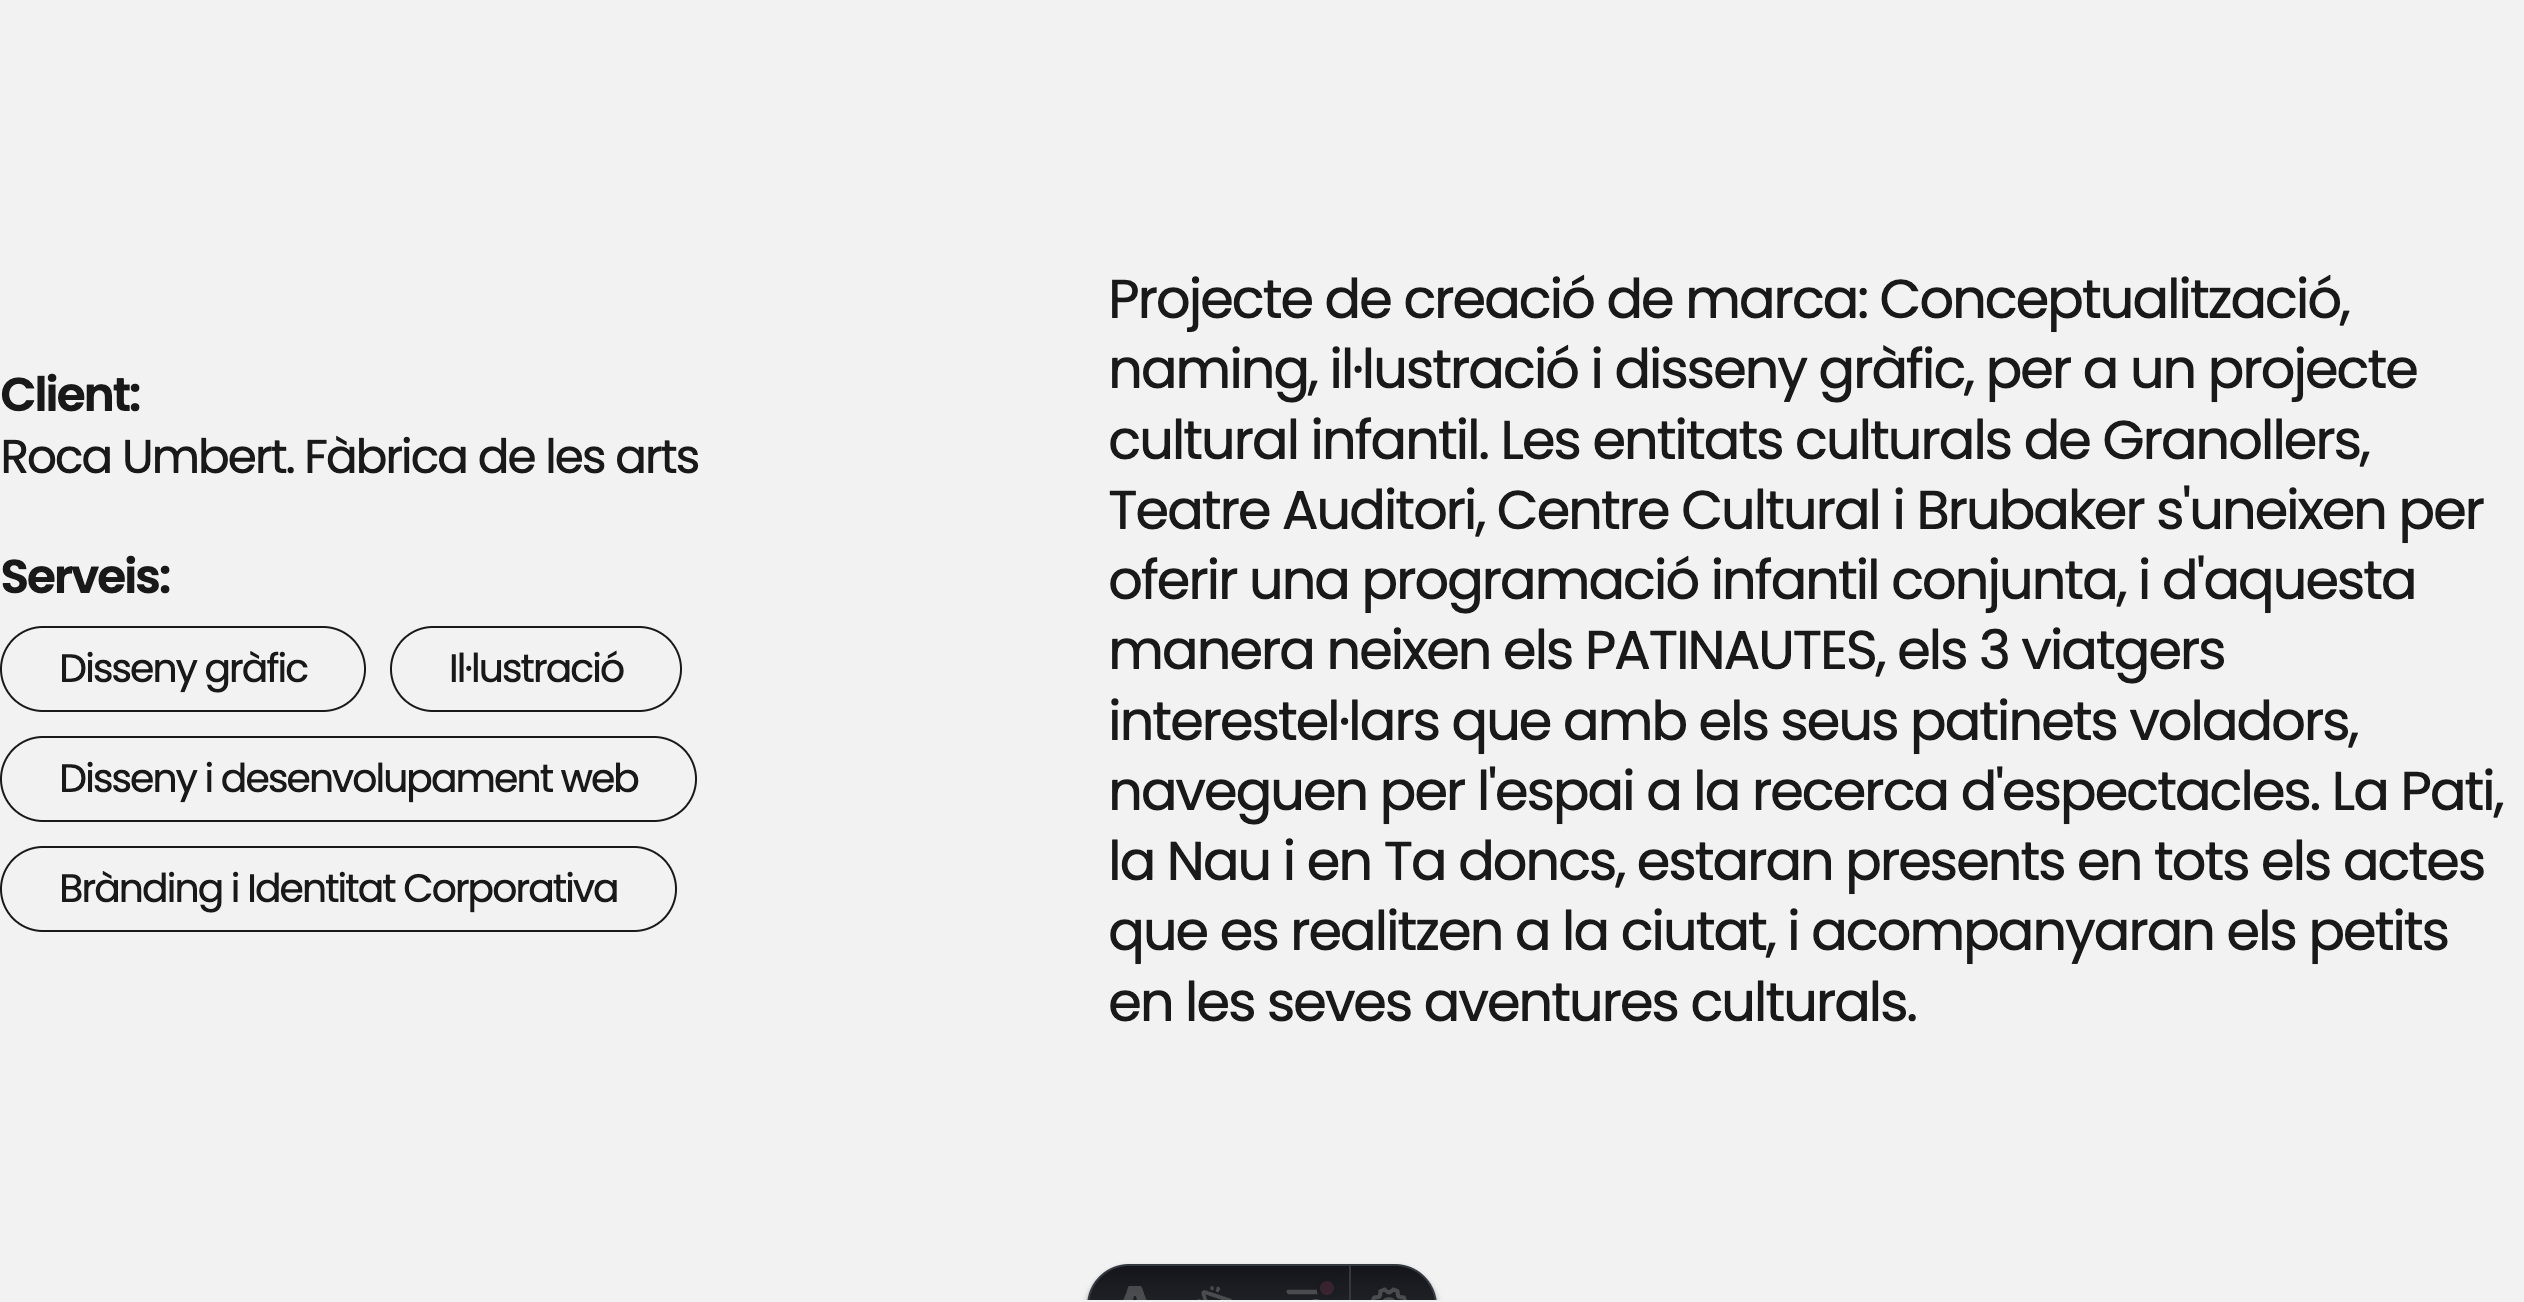 Client:
Roca Umbert. Fàbrica de les arts
Serveis:
Disseny gràfic
Il·lustració
Disseny i desenvolupament web
Brànding i Identitat Corporativa
Projecte de creació de marca: Conceptualització,
naming, il·lustració i disseny gràfic, per a un projecte
cultural infantil. Les entitats culturals de Granollers,
Teatre Auditori, Centre Cultural i Brubaker s'uneixen per
oferir una programació infantil conjunta, i d'aquesta
manera neixen els PATINAUTES, els 3 viatgers
interestel·lars que amb els seus patinets voladors,
naveguen per l'espai a la recerca d'espectacles. La Pati,
la Nau i en Ta doncs, estaran presents en tots els actes
que es realitzen a la ciutat, i acompanyaran els petits
en les seves aventures culturals.